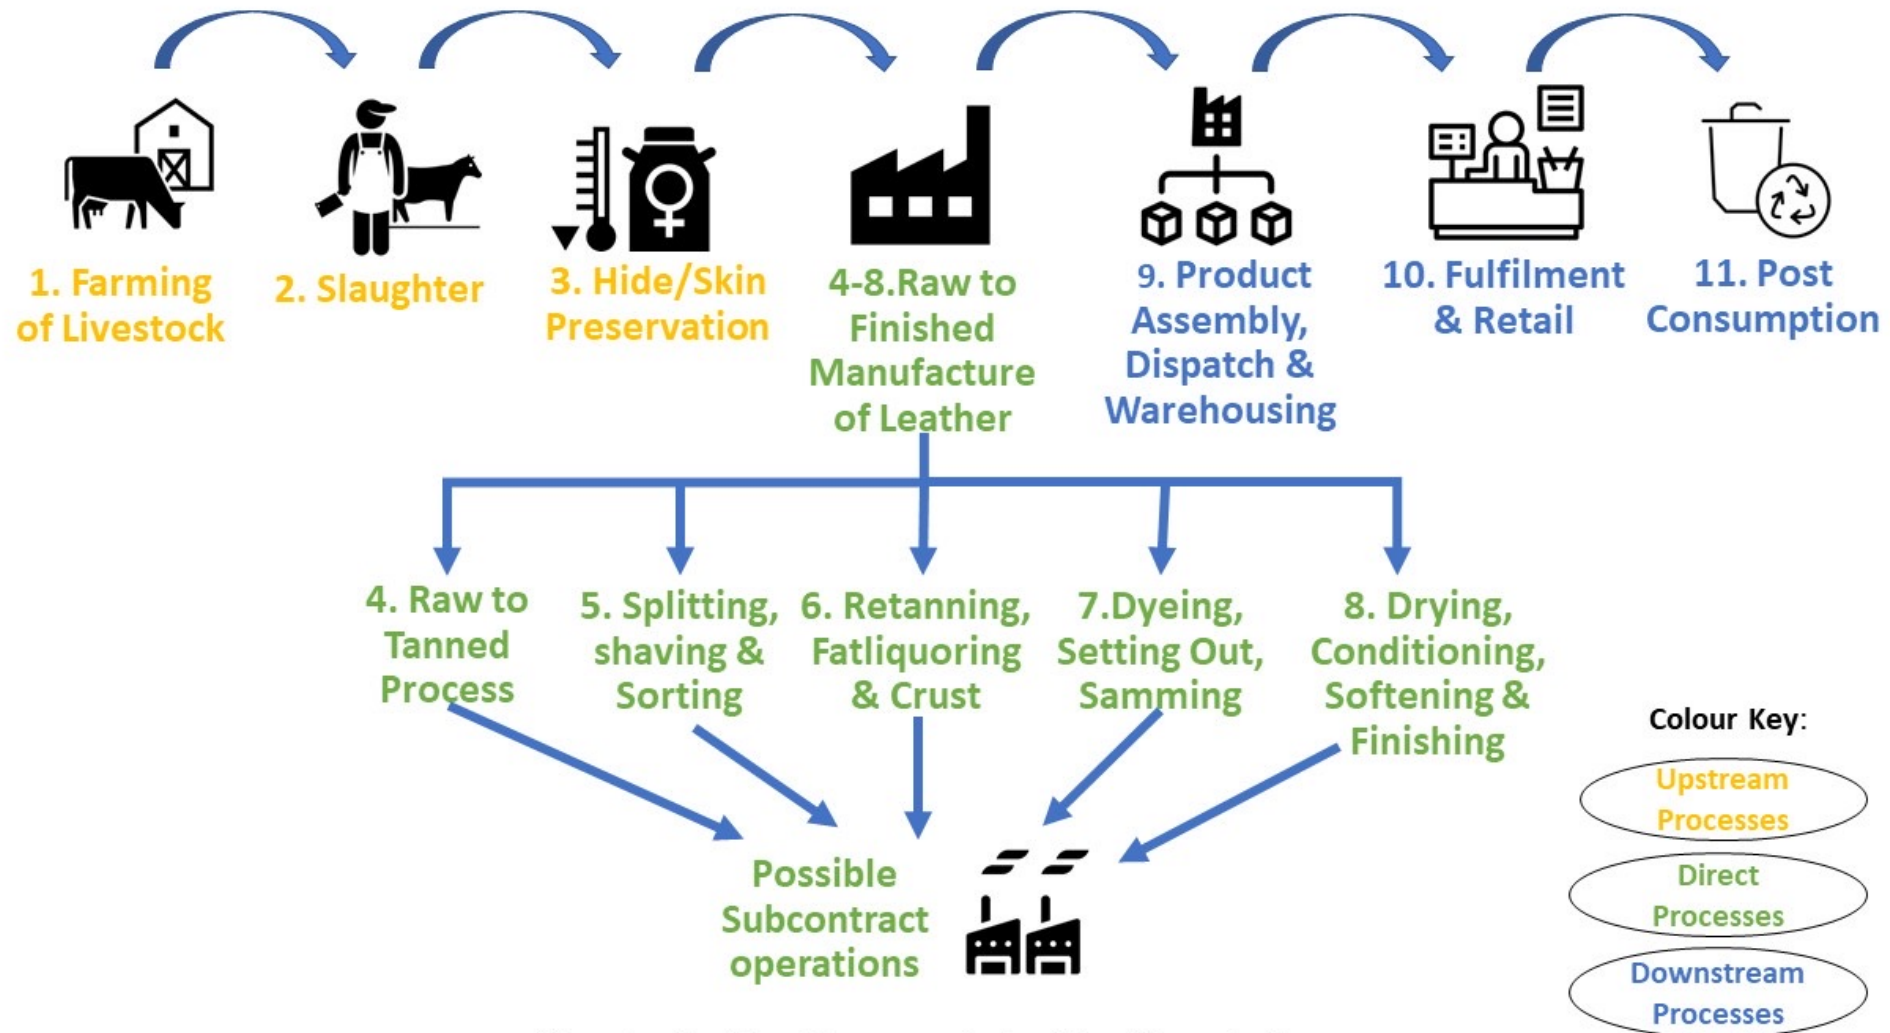 1. Farming
of Livestock
2. Slaughter
3. Hide/Skin
Preservation
4-8.Raw to
Finished
Manufacture
of Leather
9. Product
Assembly,
Dispatch &
Warehousing
10. Fulfilment
& Retail
11. Post
Consumption
4. Raw to
Tanned
Process
5. Splitting,
shaving &
Sorting
6. Retanning,
Fatliquoring
& Crust
7.Dyeing,
Setting Out,
Samming
8. Drying,
Conditioning,
Softening &
Finishing
Possible
Subcontract
operations
Colour Key:
Upstream
Processes
Direct
Processes
Downstream
Processes